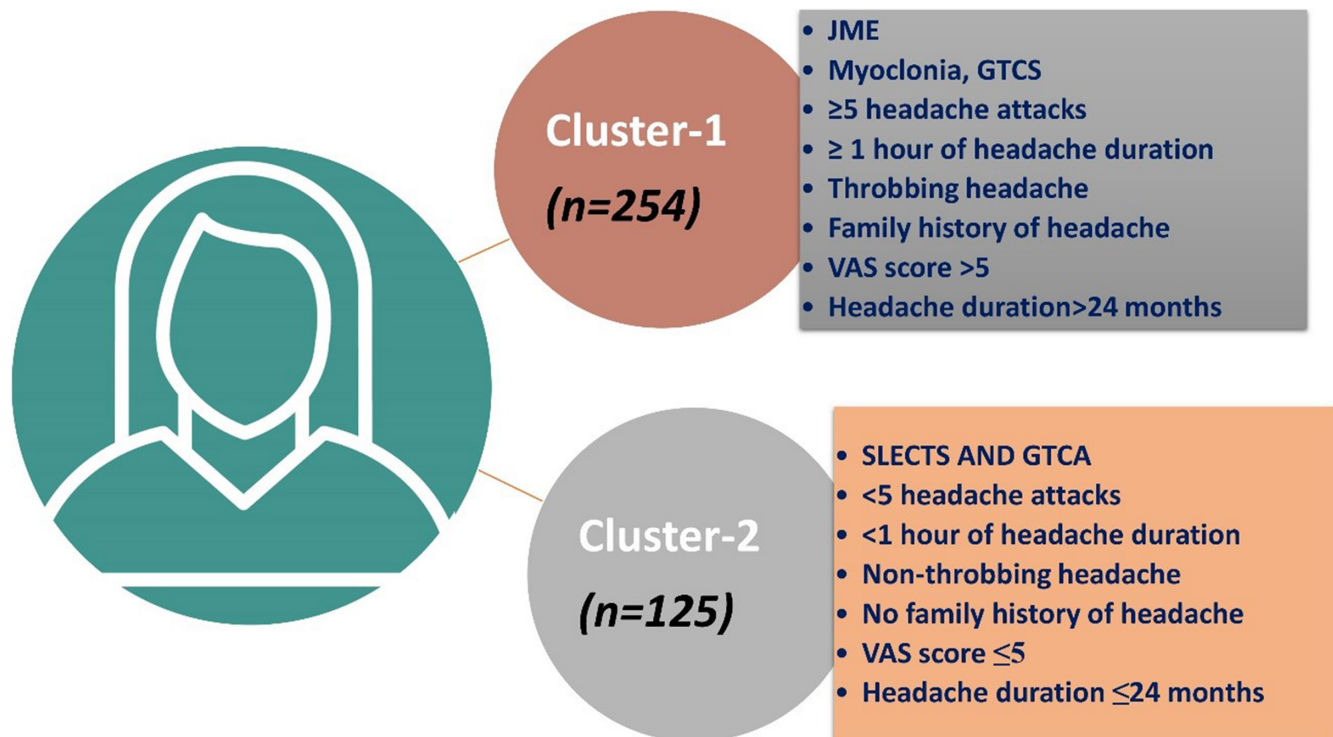 Cluster-1
(n=254)
• JME
• Myoclonia, GTCS
• ≥5 headache attacks
• ≥ 1 hour of headache duration
• Throbbing headache
• Family history of headache
• VAS score >5
• Headache duration>24 months
Cluster-2
(n=125)
• SLECTS AND GTCA
• <5 headache attacks
• <1 hour of headache duration
• Non-throbbing headache
• No family history of headache
• VAS score ≤5
• Headache duration ≤24 months